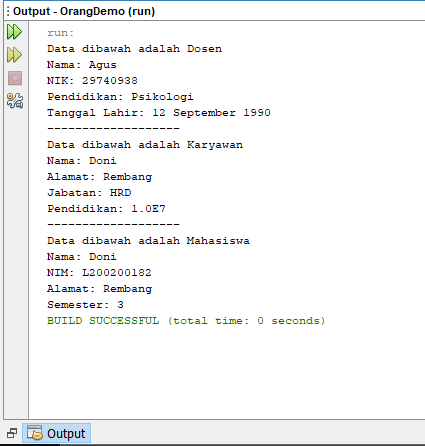 Output - OrangDemo (run)
run:
Data dibawah adalah Dosen
Nama: Agus
NIK: 29740938
Pendidikan: Psikologi
Tanggal Lahir: 12 September 1990
-------------------
Data dibawah adalah Karyawan
Nama: Doni
Alamat: Rembang
Jabatan: HRD
Pendidikan: 1.0E7
-------------------
Data dibawah adalah Mahasiswa
Nama: Doni
NIM: L200200182
Alamat: Rembang
Semester: 3
BUILD SUCCESSFUL (total time: 0 seconds)
Output